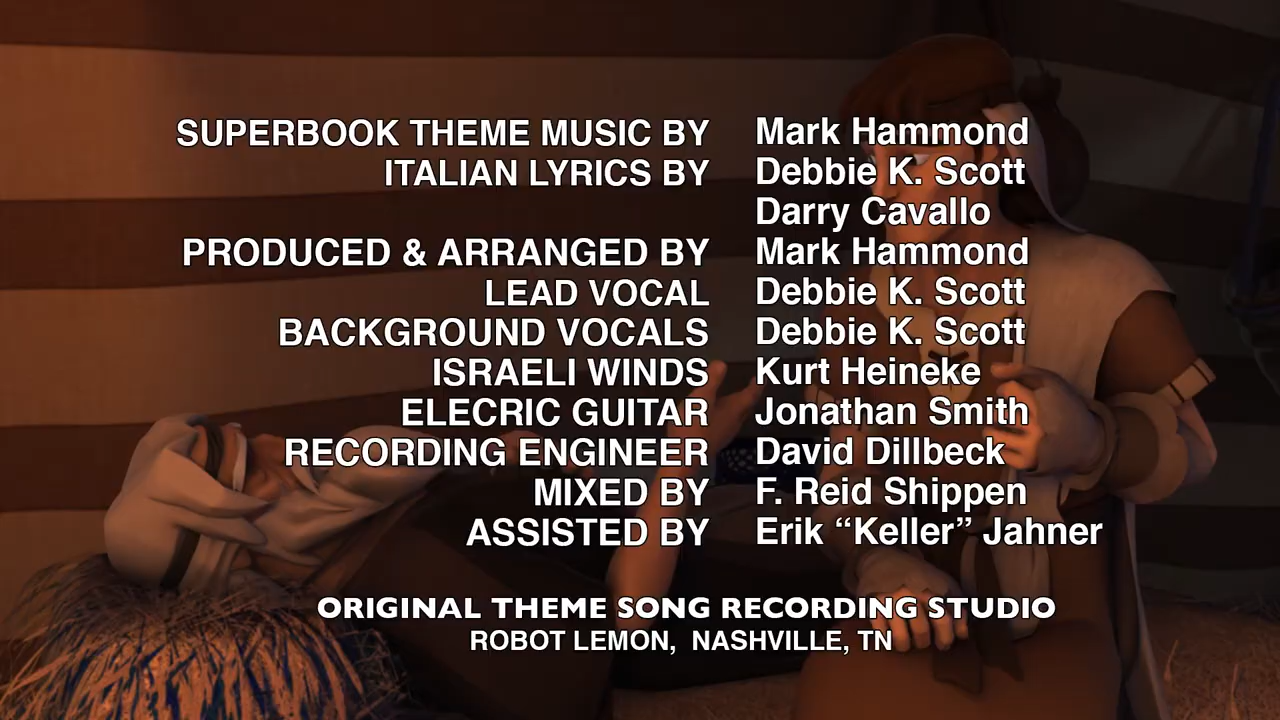 SUPERBOOK THEME MUSIC BY Mark Hammond
ITALIAN LYRICS BY Debbie K. Scott
Darry Cavallo
PRODUCED & ARRANGED BY Mark Hammond
LEAD VOCAL Debbie K. Scott
BACKGROUND VOCALS Debbie K. Scott
ISRAELI WINDS Kurt Heineke
ELECRIC GUITAR Jonathan Smith
RECORDING ENGINEER David Dillbeck
MIXED BY F. Reid Shippen
ASSISTED BY Erik “Keller” Jahner
ORIGINAL THEME SONG RECORDING STUDIO
ROBOT LEMON, NASHVILLE, TN